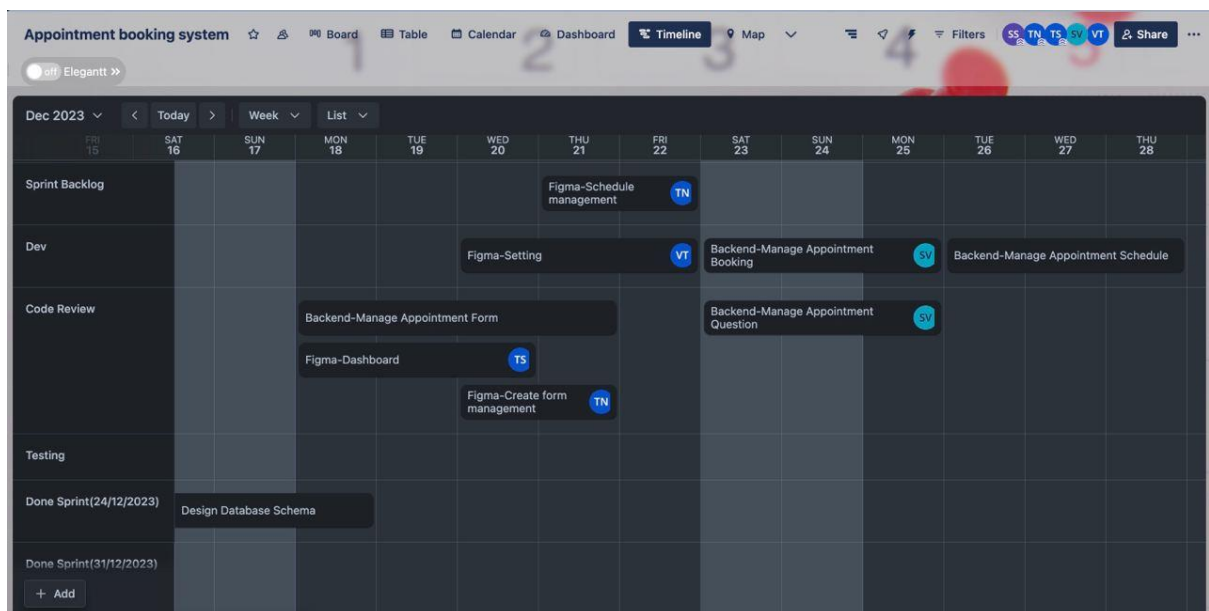 Appointment booking system Board Table Calendar Dashboard Timeline Map Filters SS TN TS SV VT Share
1 2 3 4 5
off Elegantt »
Dec 2023 < Today > Week List
FRI SAT SUN MON TUE WED THU FRI SAT SUN MON TUE WED THU
15 16 17 18 19 20 21 22 23 24 25 26 27 28
Sprint Backlog
Figma-Schedule
management
TN
Dev
Figma-Setting
VT
Backend-Manage Appointment
Booking
SV
Backend-Manage Appointment Schedule
Code Review
Backend-Manage Appointment Form
Backend-Manage Appointment
Question
SV
Figma-Dashboard
TS
Figma-Create form
management
TN
Testing
Done Sprint(24/12/2023)
Design Database Schema
Done Sprint(31/12/2023)
+ Add